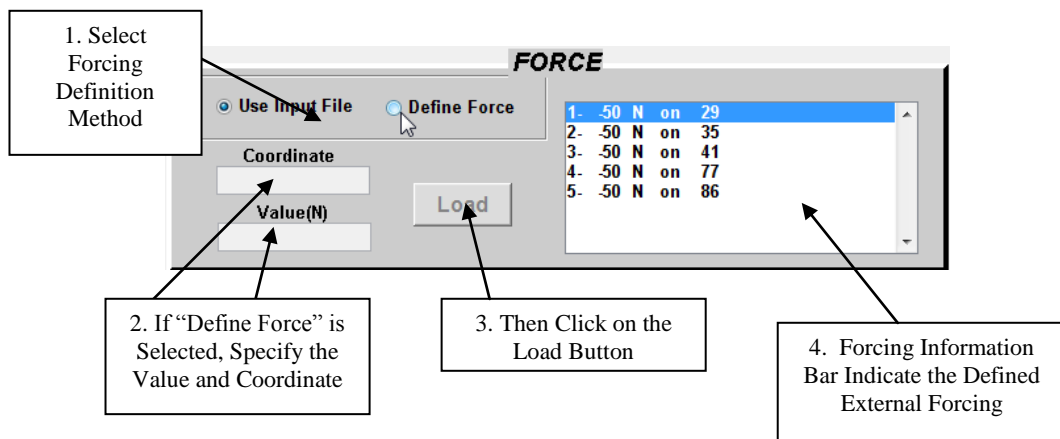 1. Select
Forcing
Definition
Method
FORCE
Use Input File
Define Force
Coordinate
Value(N)
Load
1- -50 N on 29
2- -50 N on 35
3- -50 N on 41
4- -50 N on 77
5- -50 N on 86
2. If “Define Force” is
Selected, Specify the
Value and Coordinate
3. Then Click on the
Load Button
4. Forcing Information
Bar Indicate the Defined
External Forcing